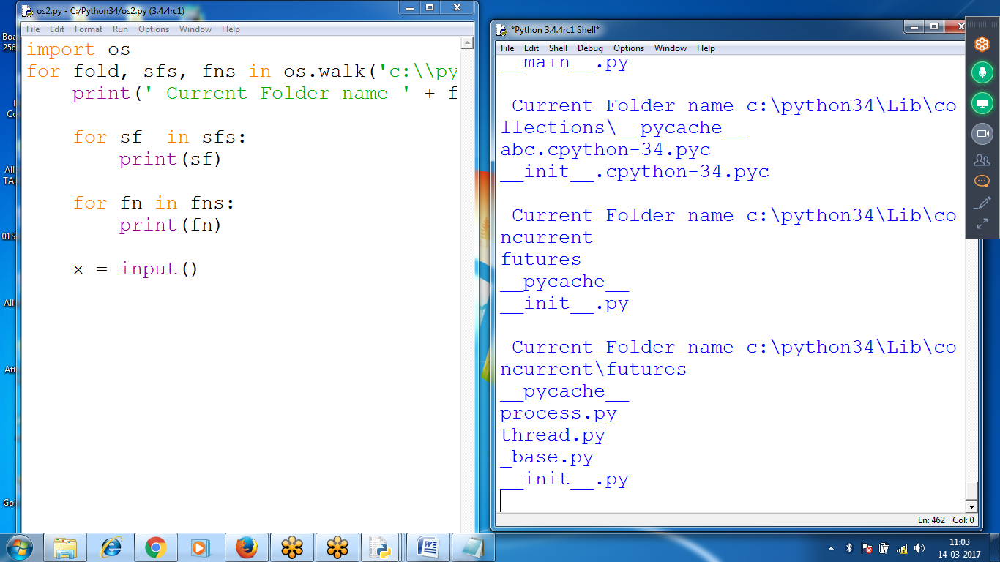 os2.py - C:/Python34/os2.py (3.4.4rc1)
File Edit Format Run Options Window Help
import os
for fold, sfs, fns in os.walk('c:\\py
    print(' Current Folder name ' + f

    for sf  in sfs:
        print(sf)

    for fn in fns:
        print(fn)

    x = input()
*Python 3.4.4rc1 Shell*
File Edit Shell Debug Options Window Help
__main__.py

 Current Folder name c:\python34\Lib\co
llections\__pycache__
abc.cpython-34.pyc
__init__.cpython-34.pyc

 Current Folder name c:\python34\Lib\co
ncurrent
futures
__pycache__
__init__.py

 Current Folder name c:\python34\Lib\co
ncurrent\futures
__pycache__
process.py
thread.py
_base.py
__init__.py
Ln: 462 Col: 0
Boa
256
Co
All
TAI
01S
All
Att
Go
11:03
14-03-2017